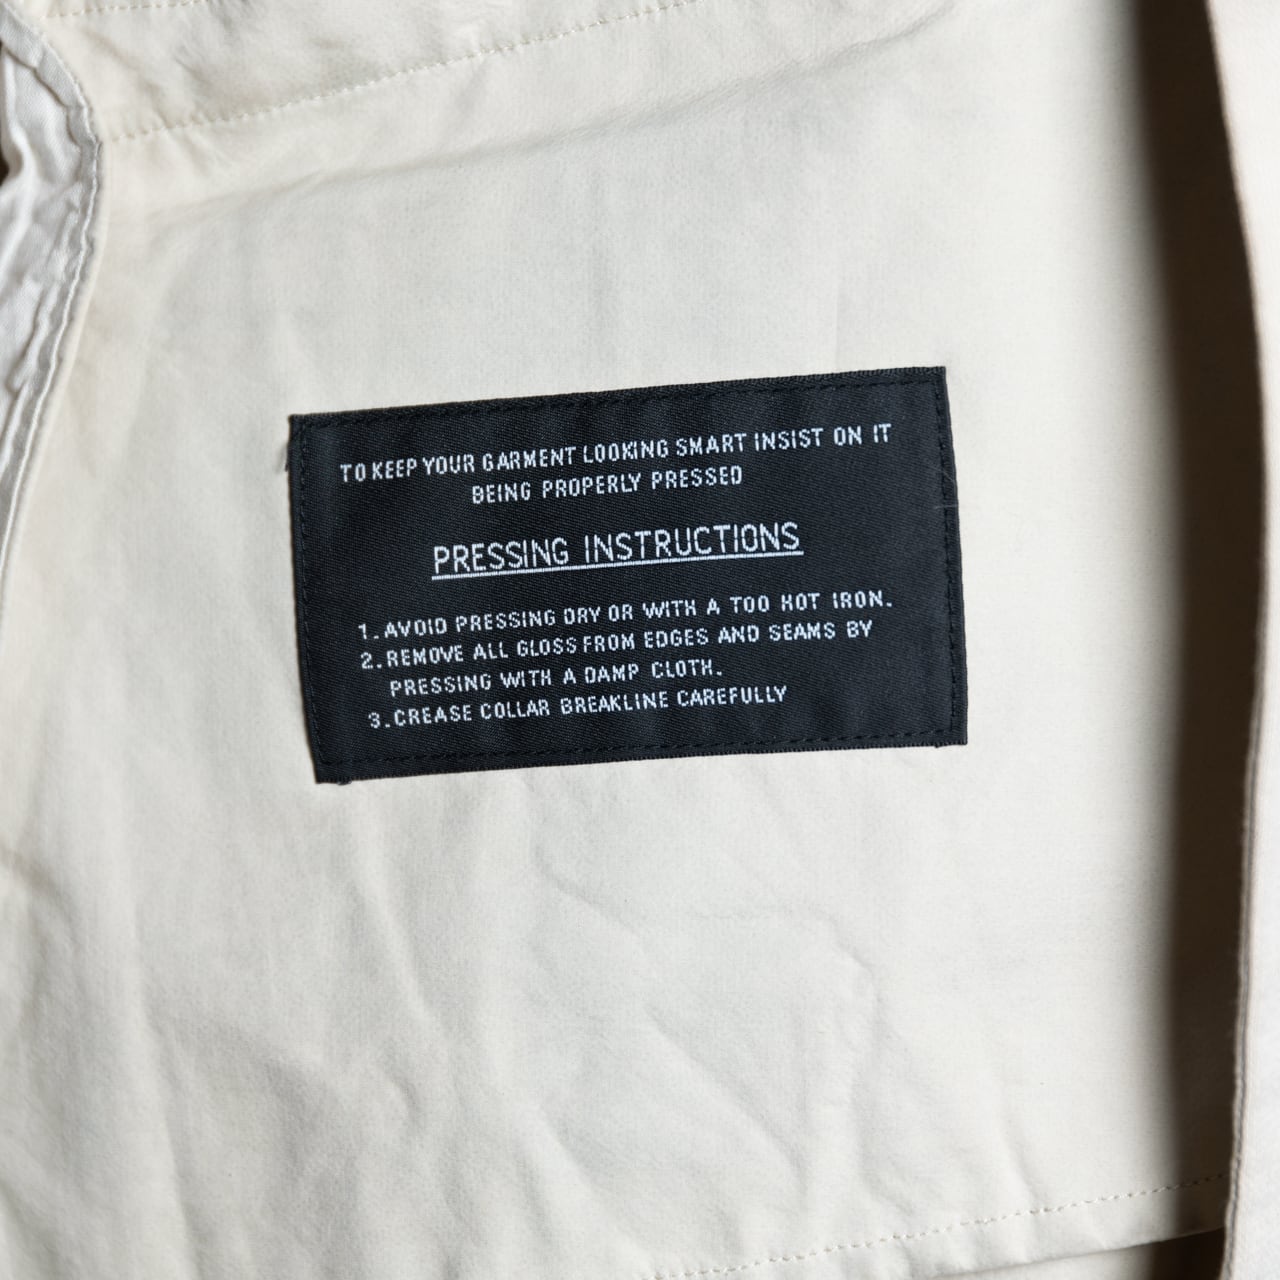 TO KEEP YOUR GARMENT LOOKING SMART INSIST ON IT
BEING PROPERLY PRESSED
PRESSING INSTRUCTIONS
1. AVOID PRESSING DRY OR WITH A TOO HOT IRON.
2. REMOVE ALL GLOSS FROM EDGES AND SEAMS BY
PRESSING WITH A DAMP CLOTH.
3. CREASE COLLAR BREAKLINE CAREFULLY